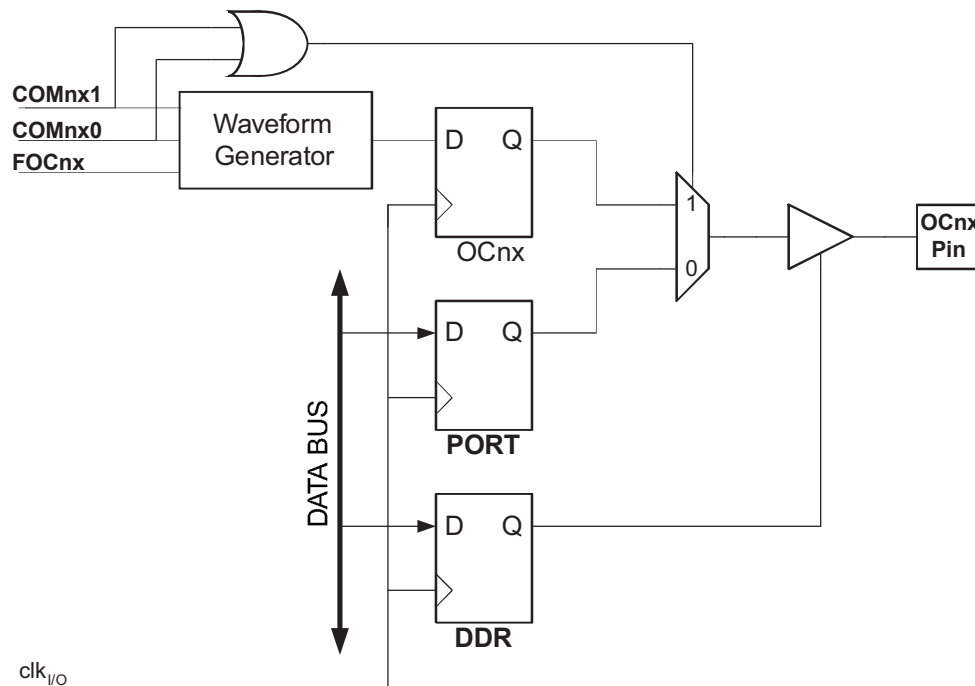 COMnx1
COMnx0
FOCnx
Waveform
Generator
D Q
OCnx
1
0
OCnx
Pin
D Q
PORT
DATA BUS
D Q
DDR
clkI/O